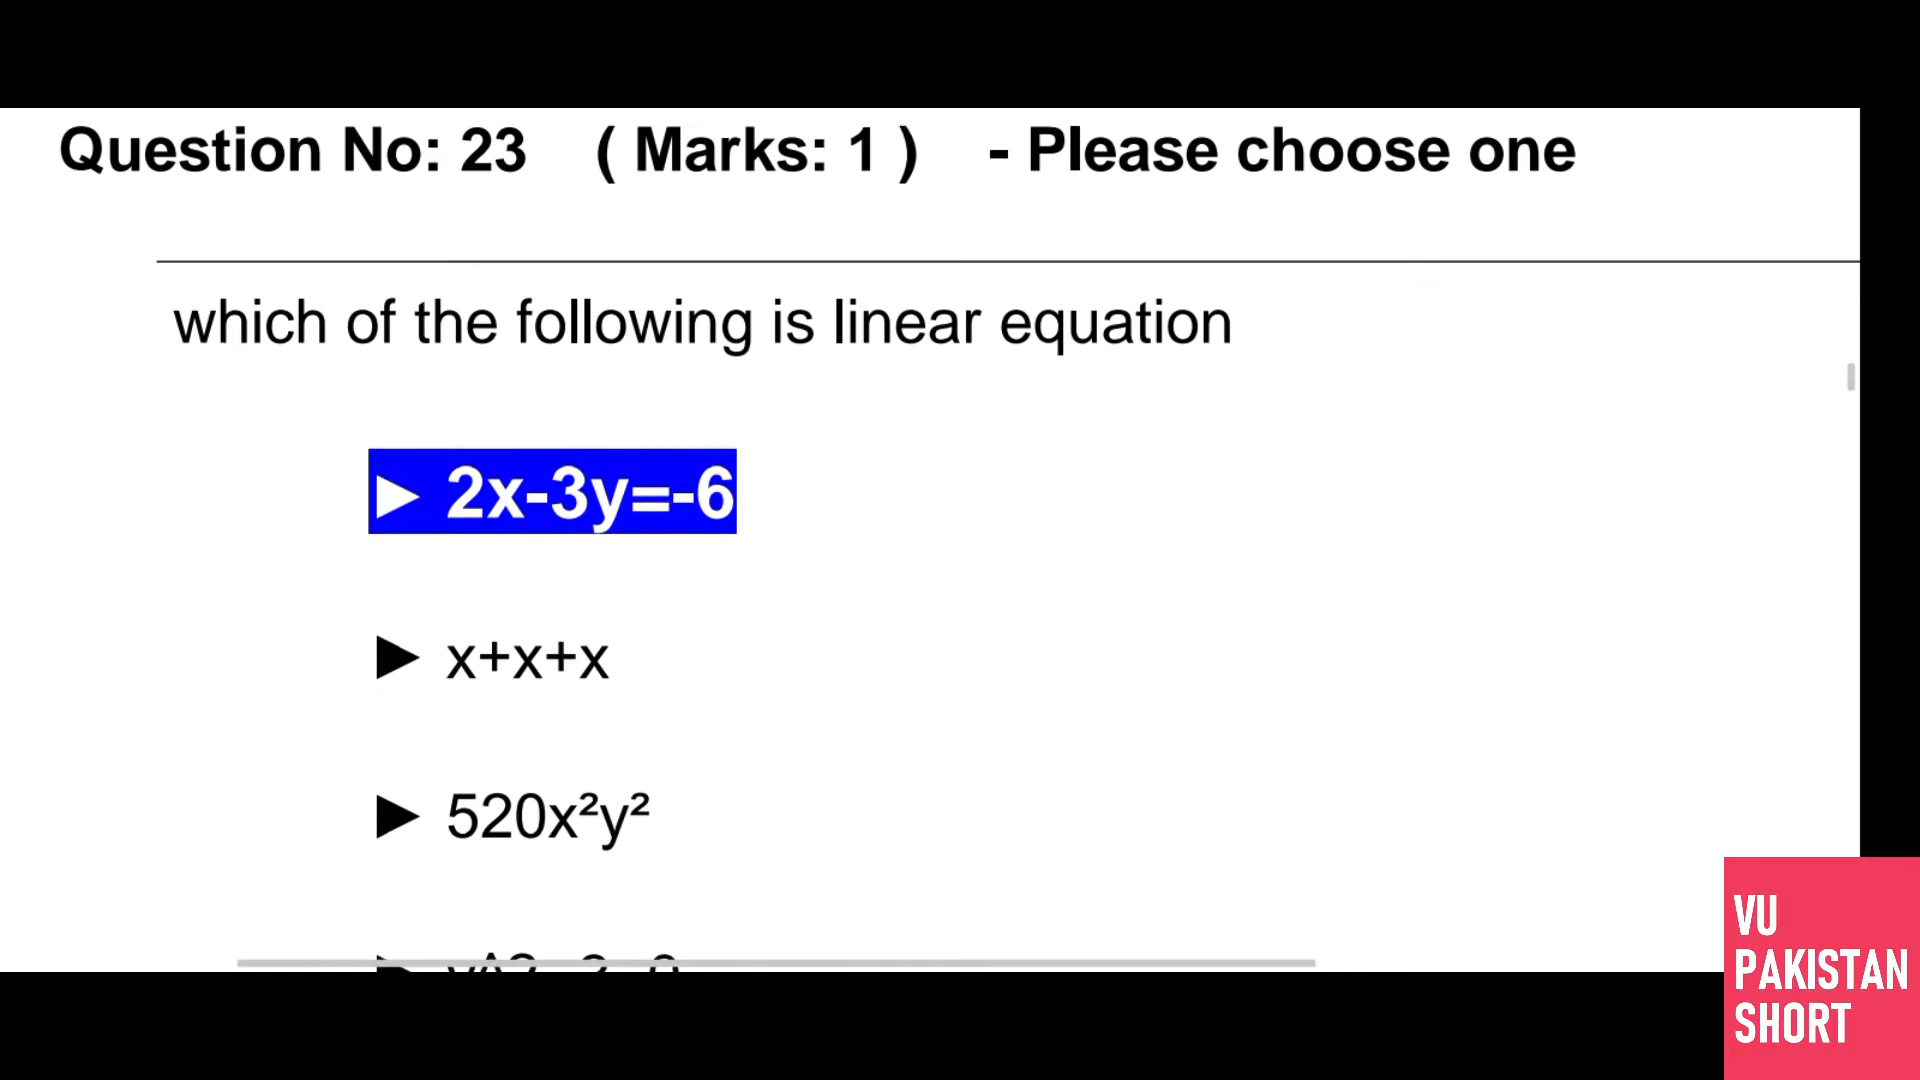 Question No: 23 ( Marks: 1 ) - Please choose one
which of the following is linear equation
► 2x-3y=-6
► x+x+x
► 520x²y²
VU
PAKISTAN
SHORT